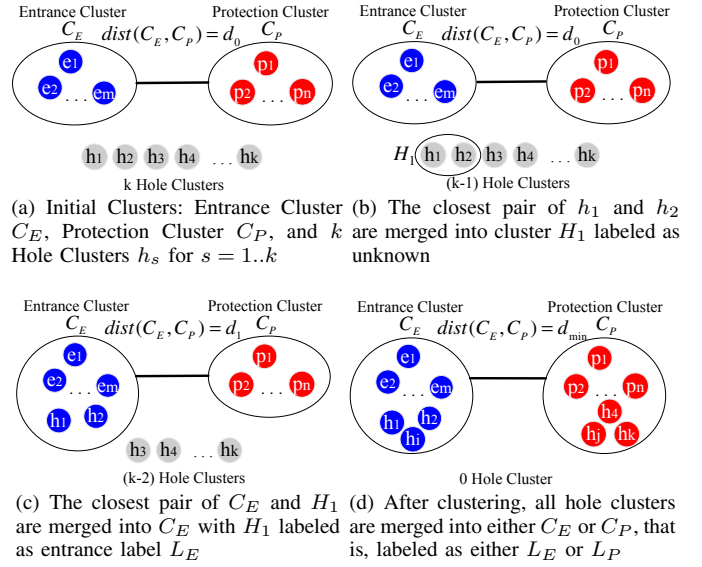 Entrance Cluster Protection Cluster
C_E dist(C_E, C_P) = d_0 C_P
e1
e2 ... em
p1
p2 ... pn
h1 h2 h3 h4 ... hk
k Hole Clusters
(a) Initial Clusters: Entrance Cluster
C_E, Protection Cluster C_P, and k
Hole Clusters h_s for s = 1..k
Entrance Cluster Protection Cluster
C_E dist(C_E, C_P) = d_0 C_P
e1
e2 ... em
p1
p2 ... pn
H_1 h1 h2 h3 h4 ... hk
(k-1) Hole Clusters
(b) The closest pair of h_1 and h_2
are merged into cluster H_1 labeled as
unknown
Entrance Cluster Protection Cluster
C_E dist(C_E, C_P) = d_1 C_P
e1
e2 ... em
h1 h2
p1
p2 ... pn
h3 h4 ... hk
(k-2) Hole Clusters
(c) The closest pair of C_E and H_1
are merged into C_E with H_1 labeled
as entrance label L_E
Entrance Cluster Protection Cluster
C_E dist(C_E, C_P) = d_min C_P
e1
e2 ... em
h1 h2
hi
p1
p2 ... pn
h4
hj hk
0 Hole Cluster
(d) After clustering, all hole clusters
are merged into either C_E or C_P, that
is, labeled as either L_E or L_P